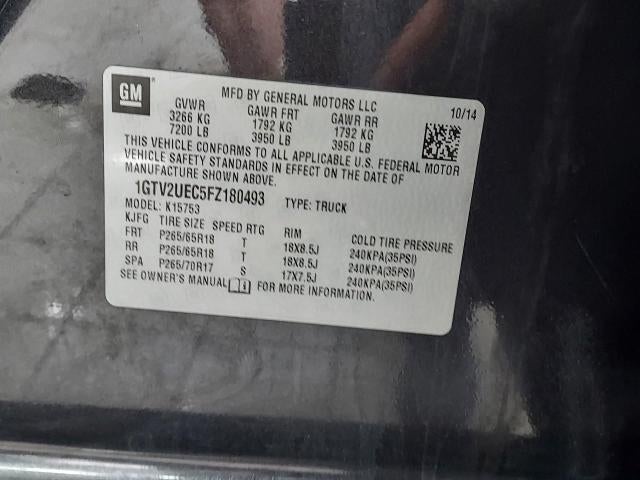 GM
MFD BY GENERAL MOTORS LLC
10/14
GVWR GAWR FRT GAWR RR
3266 KG 1792 KG 1792 KG
7200 LB 3950 LB 3950 LB
THIS VEHICLE CONFORMS TO ALL APPLICABLE U.S. FEDERAL MOTOR
VEHICLE SAFETY STANDARDS IN EFFECT ON THE DATE OF
MANUFACTURE SHOWN ABOVE.
1GTV2UEC5FZ180493 TYPE: TRUCK
MODEL: K15753
KJFG TIRE SIZE SPEED RTG RIM COLD TIRE PRESSURE
FRT P265/65R18 T 18X8.5J 240KPA(35PSI)
RR P265/65R18 T 18X8.5J 240KPA(35PSI)
SPA P265/70R17 S 17X7.5J 240KPA(35PSI)
SEE OWNER'S MANUAL i FOR MORE INFORMATION.